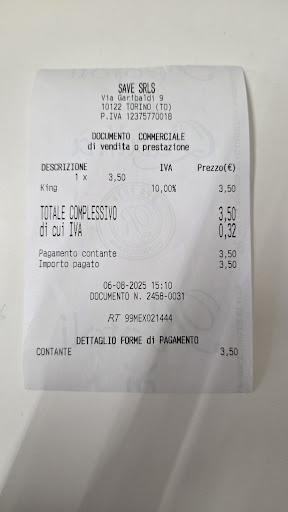 SAVE SRLS
Via Garibaldi 9
10122 TORINO (TO)
P.IVA 12375770018
DOCUMENTO COMMERCIALE
di vendita o prestazione
DESCRIZIONE IVA Prezzo(€)
1 x 3,50
King 10,00% 3,50
TOTALE COMPLESSIVO 3,50
di cui IVA 0,32
Pagamento contante 3,50
Importo pagato 3,50
06-08-2025 15:10
DOCUMENTO N. 2458-0031
RT 99MEX021444
DETTAGLIO FORME di PAGAMENTO
CONTANTE 3,50